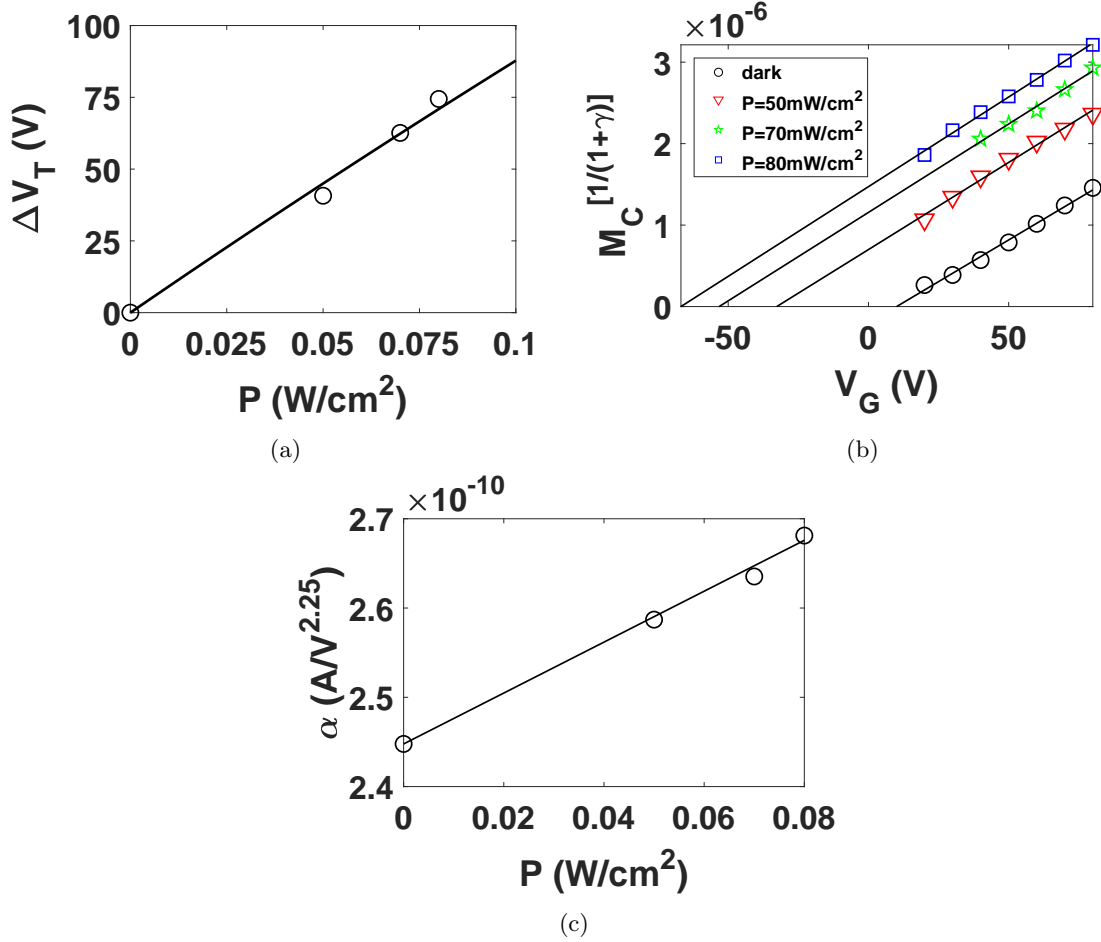 100
75
50
25
0
ΔV_T (V)
0 0.025 0.05 0.075 0.1
P (W/cm²)
(a)
×10⁻⁶
3
2
1
0
M_C^[1/(1+γ)]
dark
P=50mW/cm²
P=70mW/cm²
P=80mW/cm²
-50 0 50
V_G (V)
(b)
×10⁻¹⁰
2.7
2.6
2.5
2.4
α (A/V^2.25)
0 0.02 0.04 0.06 0.08
P (W/cm²)
(c)